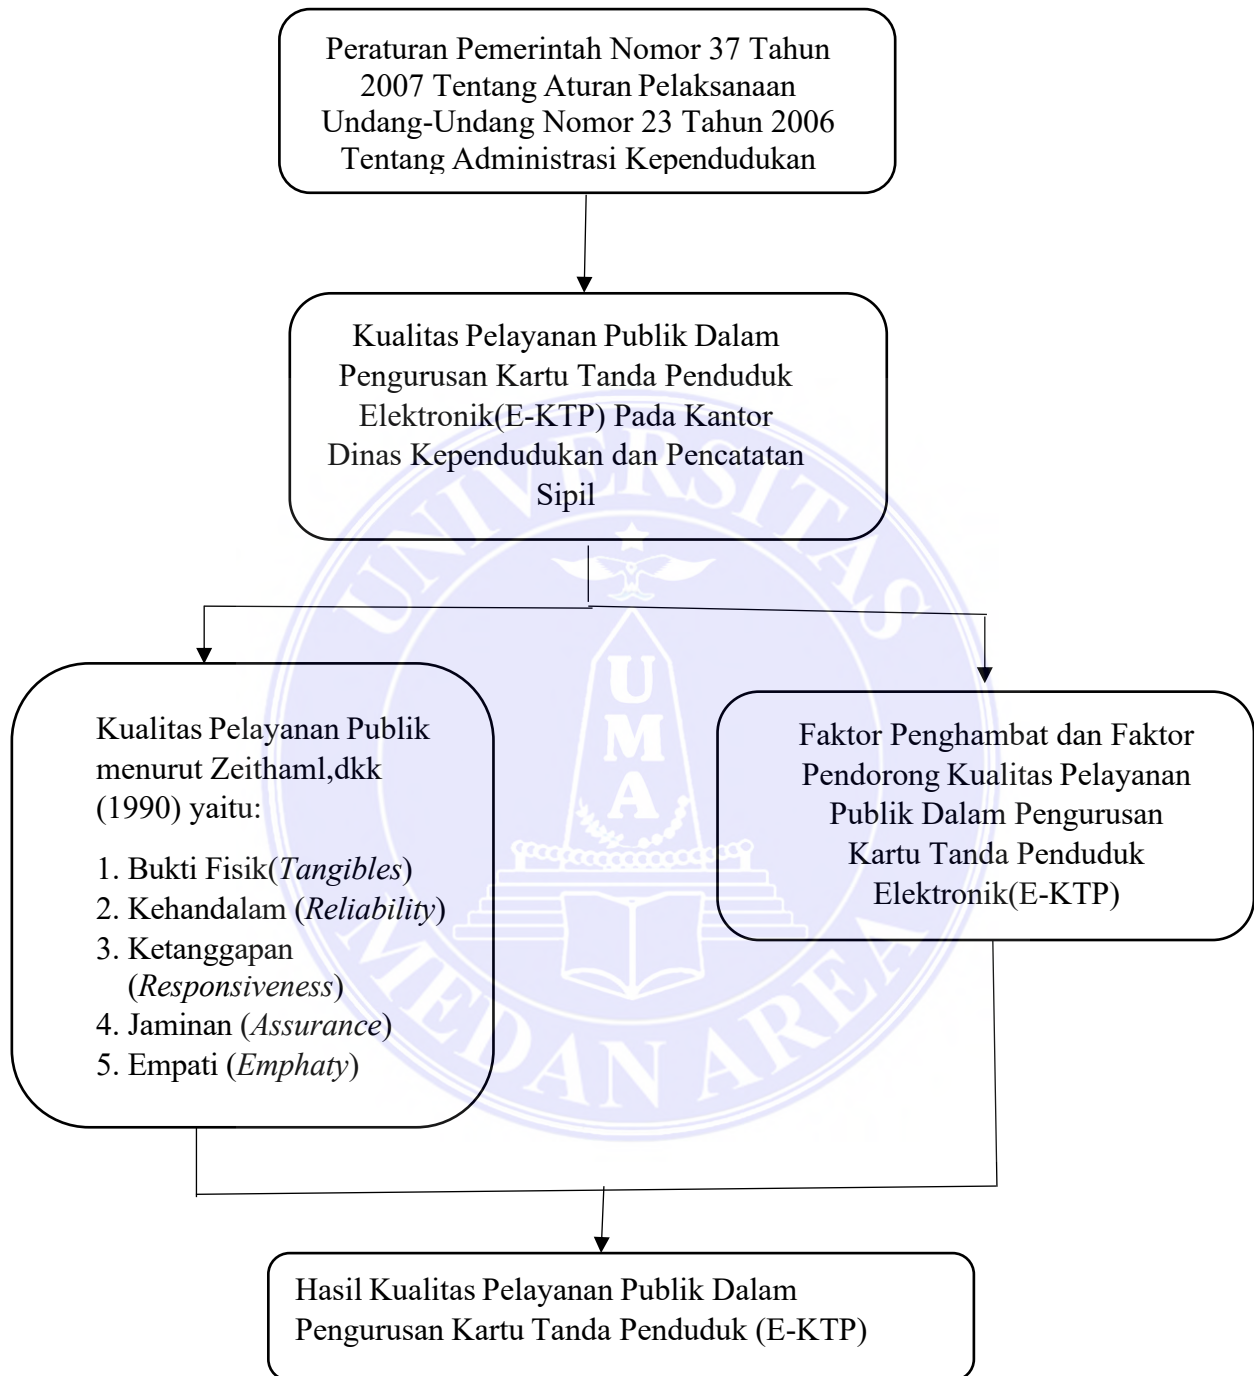 Peraturan Pemerintah Nomor 37 Tahun
2007 Tentang Aturan Pelaksanaan
Undang-Undang Nomor 23 Tahun 2006
Tentang Administrasi Kependudukan
Kualitas Pelayanan Publik Dalam
Pengurusan Kartu Tanda Penduduk
Elektronik(E-KTP) Pada Kantor
Dinas Kependudukan dan Pencatatan
Sipil
UNIVERSITAS
UMA
MEDAN AREA
Kualitas Pelayanan Publik
menurut Zeithaml,dkk
(1990) yaitu:
1. Bukti Fisik(Tangibles)
2. Kehandalam (Reliability)
3. Ketanggapan
(Responsiveness)
4. Jaminan (Assurance)
5. Empati (Emphaty)
Faktor Penghambat dan Faktor
Pendorong Kualitas Pelayanan
Publik Dalam Pengurusan
Kartu Tanda Penduduk
Elektronik(E-KTP)
Hasil Kualitas Pelayanan Publik Dalam
Pengurusan Kartu Tanda Penduduk (E-KTP)